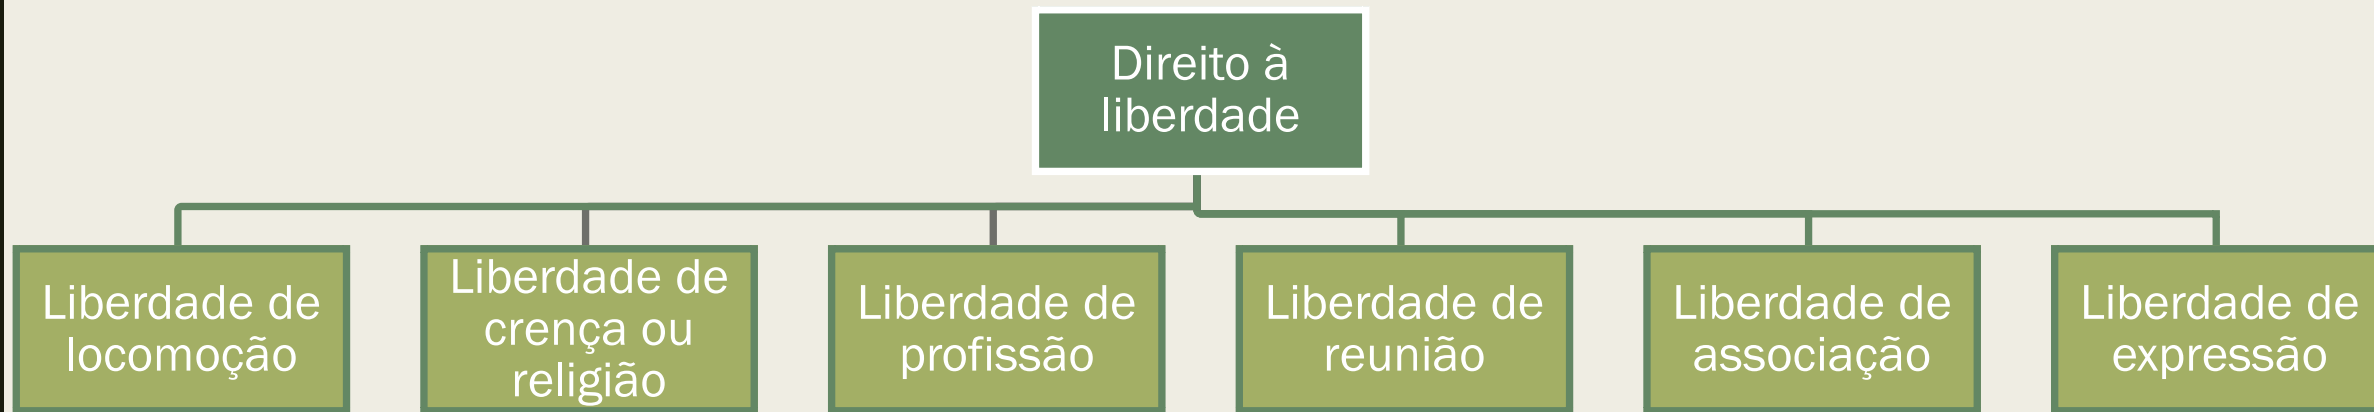 Direito à
liberdade
Liberdade de
locomoção
Liberdade de
crença ou
religião
Liberdade de
profissão
Liberdade de
reunião
Liberdade de
associação
Liberdade de
expressão